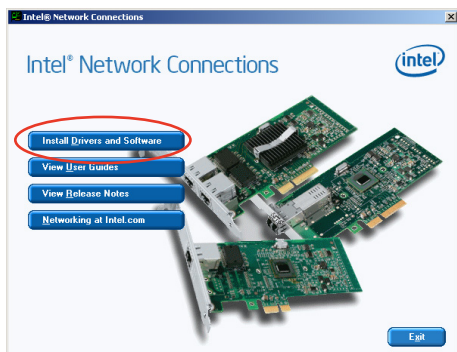 Intel® Network Connections
Intel® Network Connections
intel
Install Drivers and Software
View User Guides
View Release Notes
Networking at Intel.com
Exit